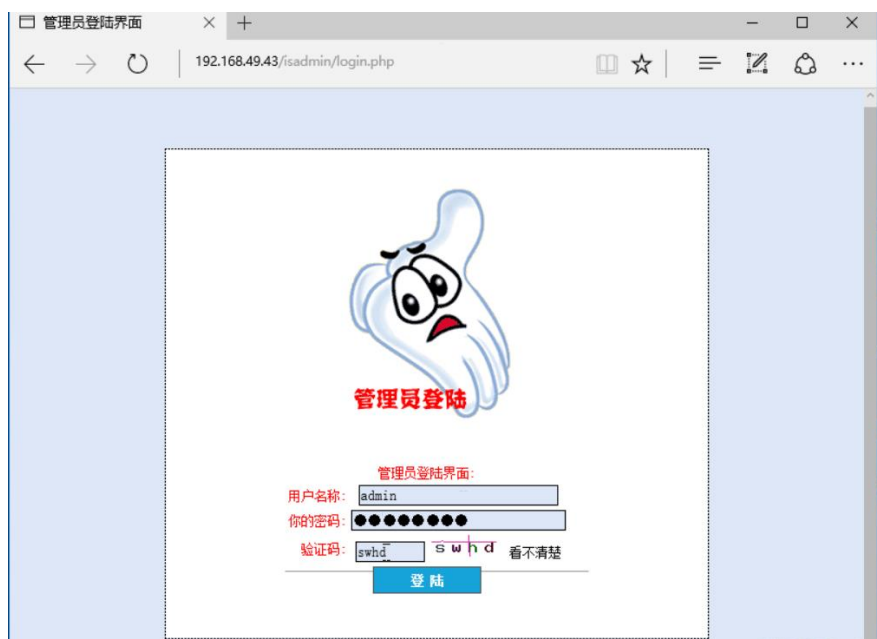 管理员登陆界面
192.168.49.43/isadmin/login.php
管理员登陆
管理员登陆界面:
用户名称: admin
你的密码: ●●●●●●●●
验证码: swhd swhd 看不清楚
登 陆